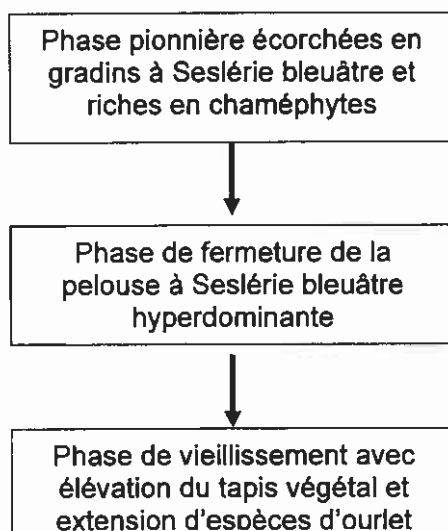 Phase pionnière écorchées en
gradins à Seslérie bleuâtre et
riches en chaméphytes
Phase de fermeture de la
pelouse à Seslérie bleuâtre
hyperdominante
Phase de vieillissement avec
élévation du tapis végétal et
extension d'espèces d'ourlet